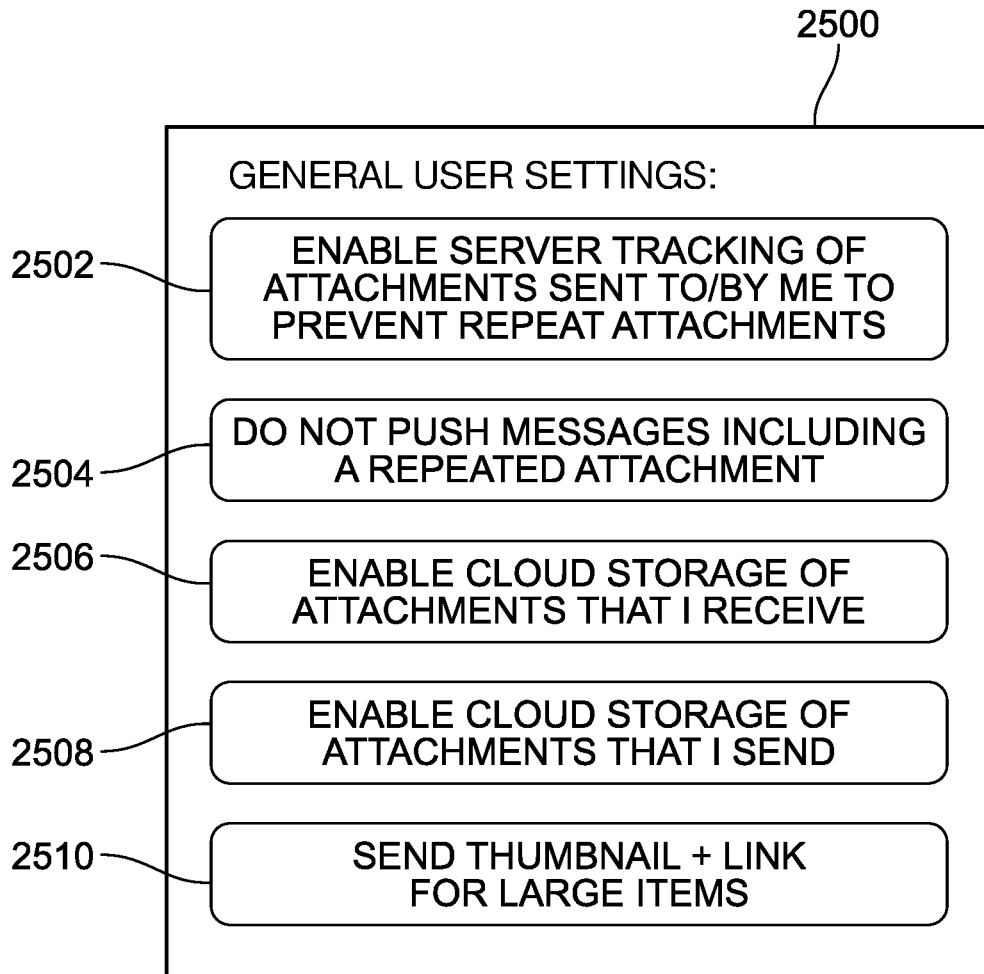 2500
GENERAL USER SETTINGS:
2502
ENABLE SERVER TRACKING OF
ATTACHMENTS SENT TO/BY ME TO
PREVENT REPEAT ATTACHMENTS
2504
DO NOT PUSH MESSAGES INCLUDING
A REPEATED ATTACHMENT
2506
ENABLE CLOUD STORAGE OF
ATTACHMENTS THAT I RECEIVE
2508
ENABLE CLOUD STORAGE OF
ATTACHMENTS THAT I SEND
2510
SEND THUMBNAIL + LINK
FOR LARGE ITEMS